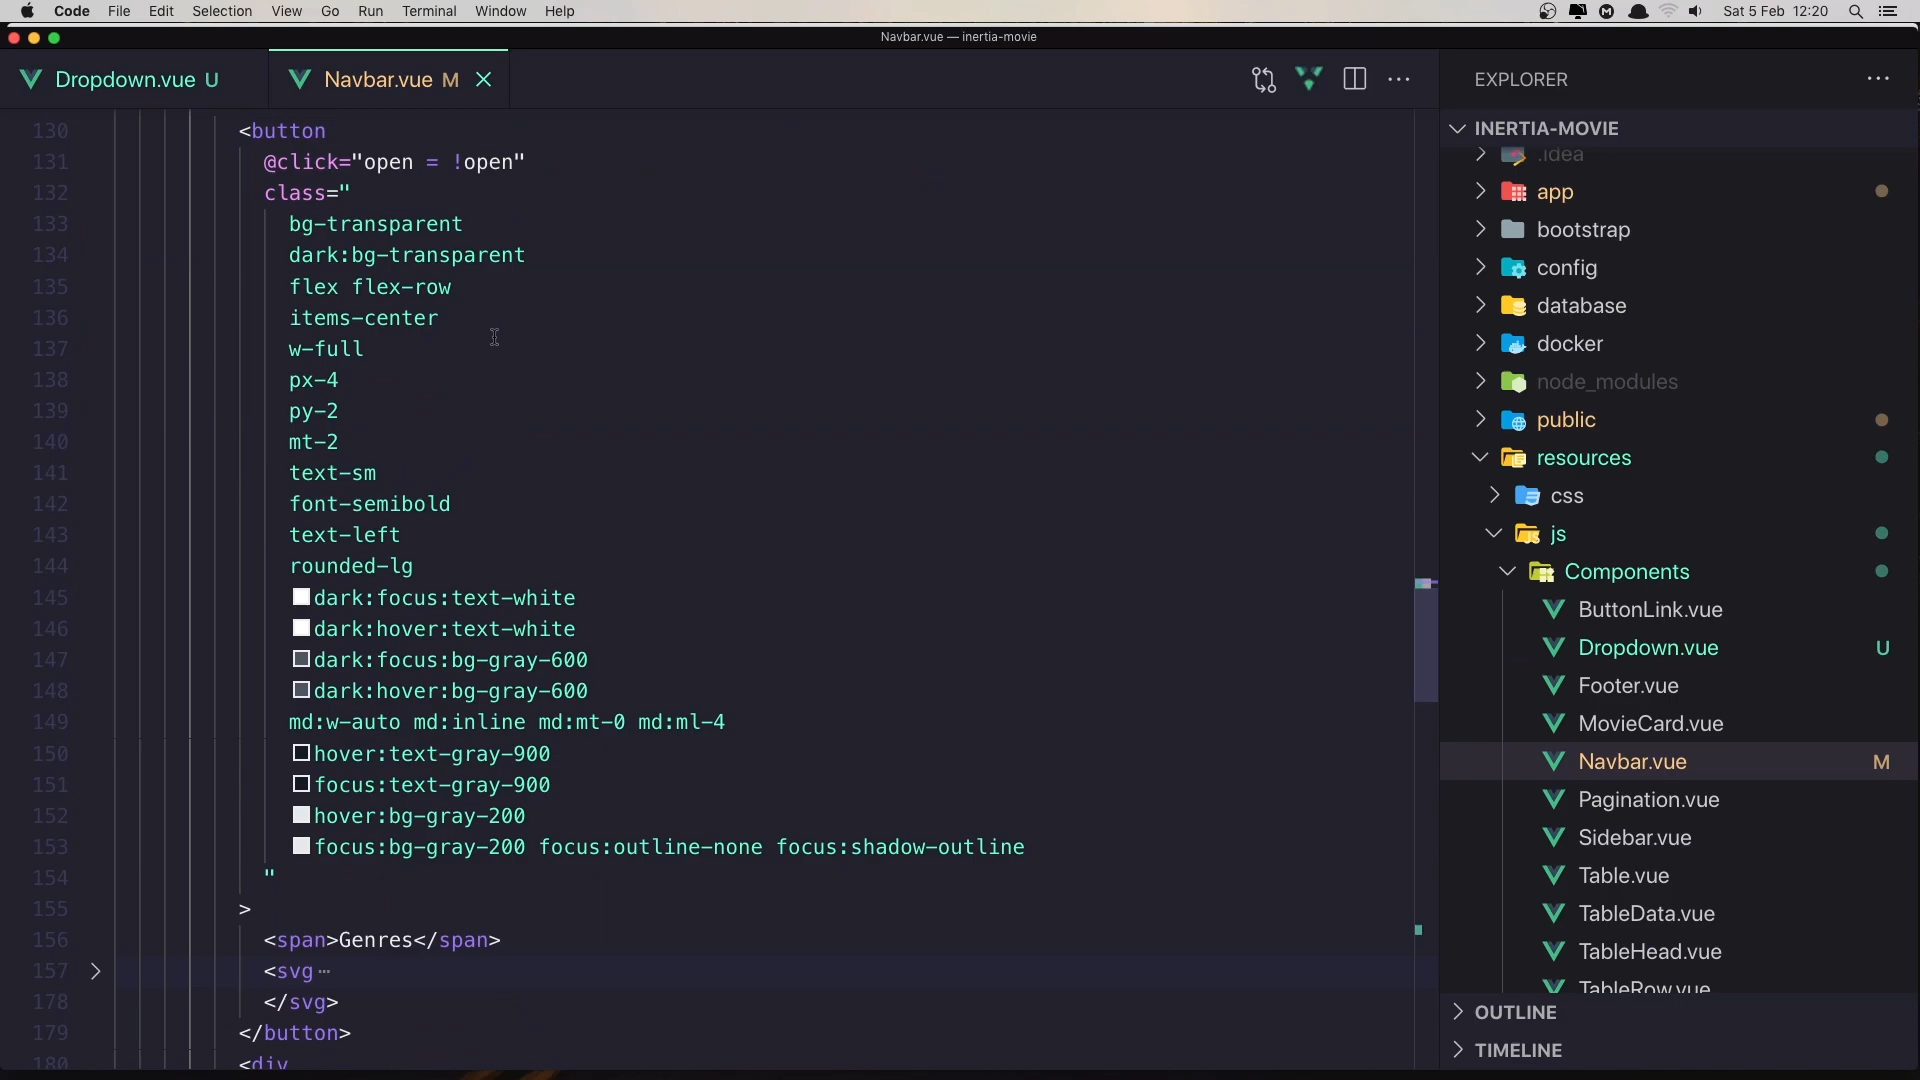 Code File Edit Selection View Go Run Terminal Window Help
Sat 5 Feb 12:20
Navbar.vue — inertia-movie
Dropdown.vue U
Navbar.vue M
130 <button
131 @click="open = !open"
132 class="
133 bg-transparent
134 dark:bg-transparent
135 flex flex-row
136 items-center
137 w-full
138 px-4
139 py-2
140 mt-2
141 text-sm
142 font-semibold
143 text-left
144 rounded-lg
145 dark:focus:text-white
146 dark:hover:text-white
147 dark:focus:bg-gray-600
148 dark:hover:bg-gray-600
149 md:w-auto md:inline md:mt-0 md:ml-4
150 hover:text-gray-900
151 focus:text-gray-900
152 hover:bg-gray-200
153 focus:bg-gray-200 focus:outline-none focus:shadow-outline
154 "
155 >
156 <span>Genres</span>
157 <svg⋯
178 </svg>
179 </button>
180 <div
EXPLORER
INERTIA-MOVIE
.idea
app
bootstrap
config
database
docker
node_modules
public
resources
css
js
Components
ButtonLink.vue
Dropdown.vue U
Footer.vue
MovieCard.vue
Navbar.vue M
Pagination.vue
Sidebar.vue
Table.vue
TableData.vue
TableHead.vue
TableRow.vue
OUTLINE
TIMELINE